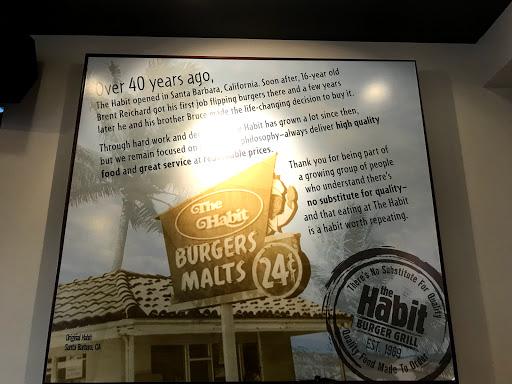 Over 40 years ago,
The Habit opened in Santa Barbara, California. Soon after, 16-year old
Brent Reichard got his first job flipping burgers there and a few years
later he and his brother Bruce made the life-changing decision to buy it.
Through hard work and Habit has grown a lot since then,
but we remain focused on philosophy–always deliver high quality
food and great service at reasonable prices.
Thank you for being part of
a growing group of people
who understand there's
no substitute for quality–
and that eating at The Habit
is a habit worth repeating.
The
Habit
BURGERS
MALTS
24¢
There's No Substitute For Quality
the
Habit
BURGER GRILL
EST. 1969
Quality Food Made To Order
Original Habit
Santa Barbara, CA